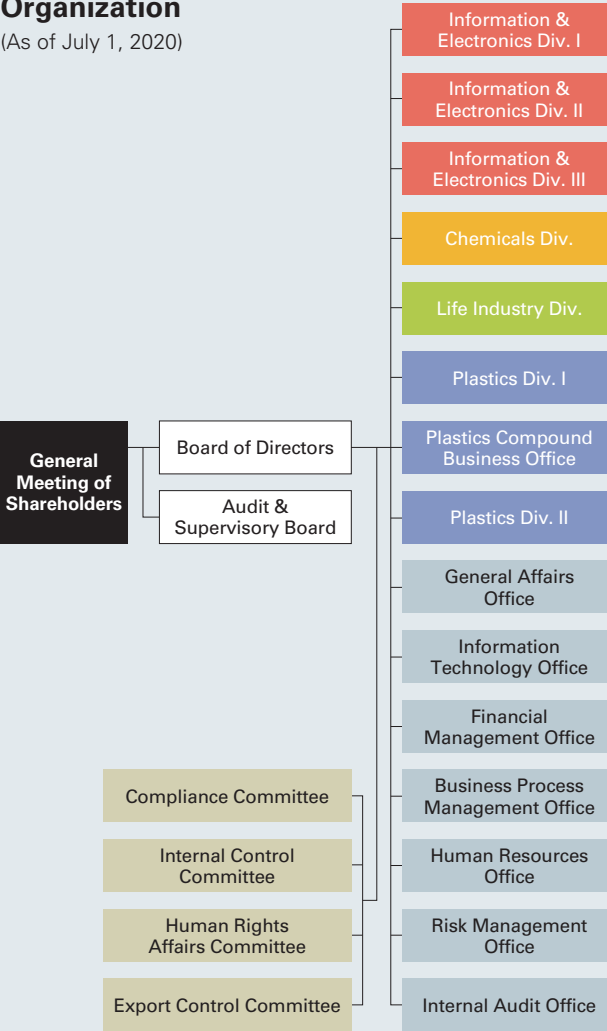 Organization
(As of July 1, 2020)
Information &
Electronics Div. I
Information &
Electronics Div. II
Information &
Electronics Div. III
Chemicals Div.
Life Industry Div.
Plastics Div. I
General
Meeting of
Shareholders
Board of Directors
Audit &
Supervisory Board
Plastics Compound
Business Office
Plastics Div. II
General Affairs
Office
Information
Technology Office
Financial
Management Office
Compliance Committee
Business Process
Management Office
Internal Control
Committee
Human Resources
Office
Human Rights
Affairs Committee
Risk Management
Office
Export Control Committee
Internal Audit Office